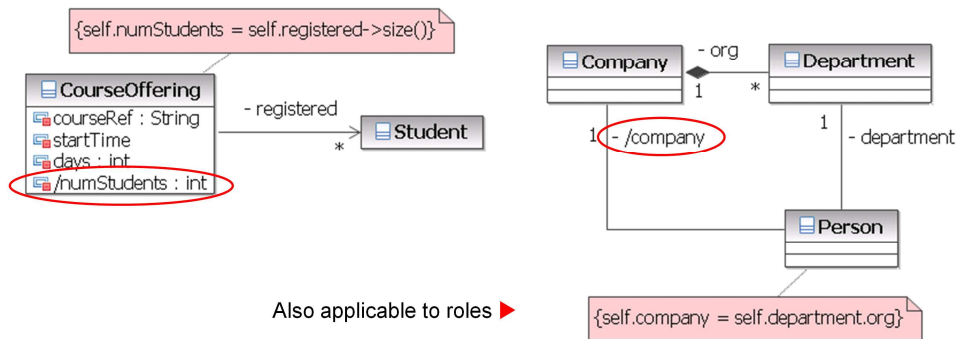 {self.numStudents = self.registered->size()}
CourseOffering
courseRef : String
startTime
days : int
/numStudents : int
- registered
*
Student
Company
- org
1
*
Department
1 - /company
1
- department
Person
{self.company = self.department.org}
Also applicable to roles ▶